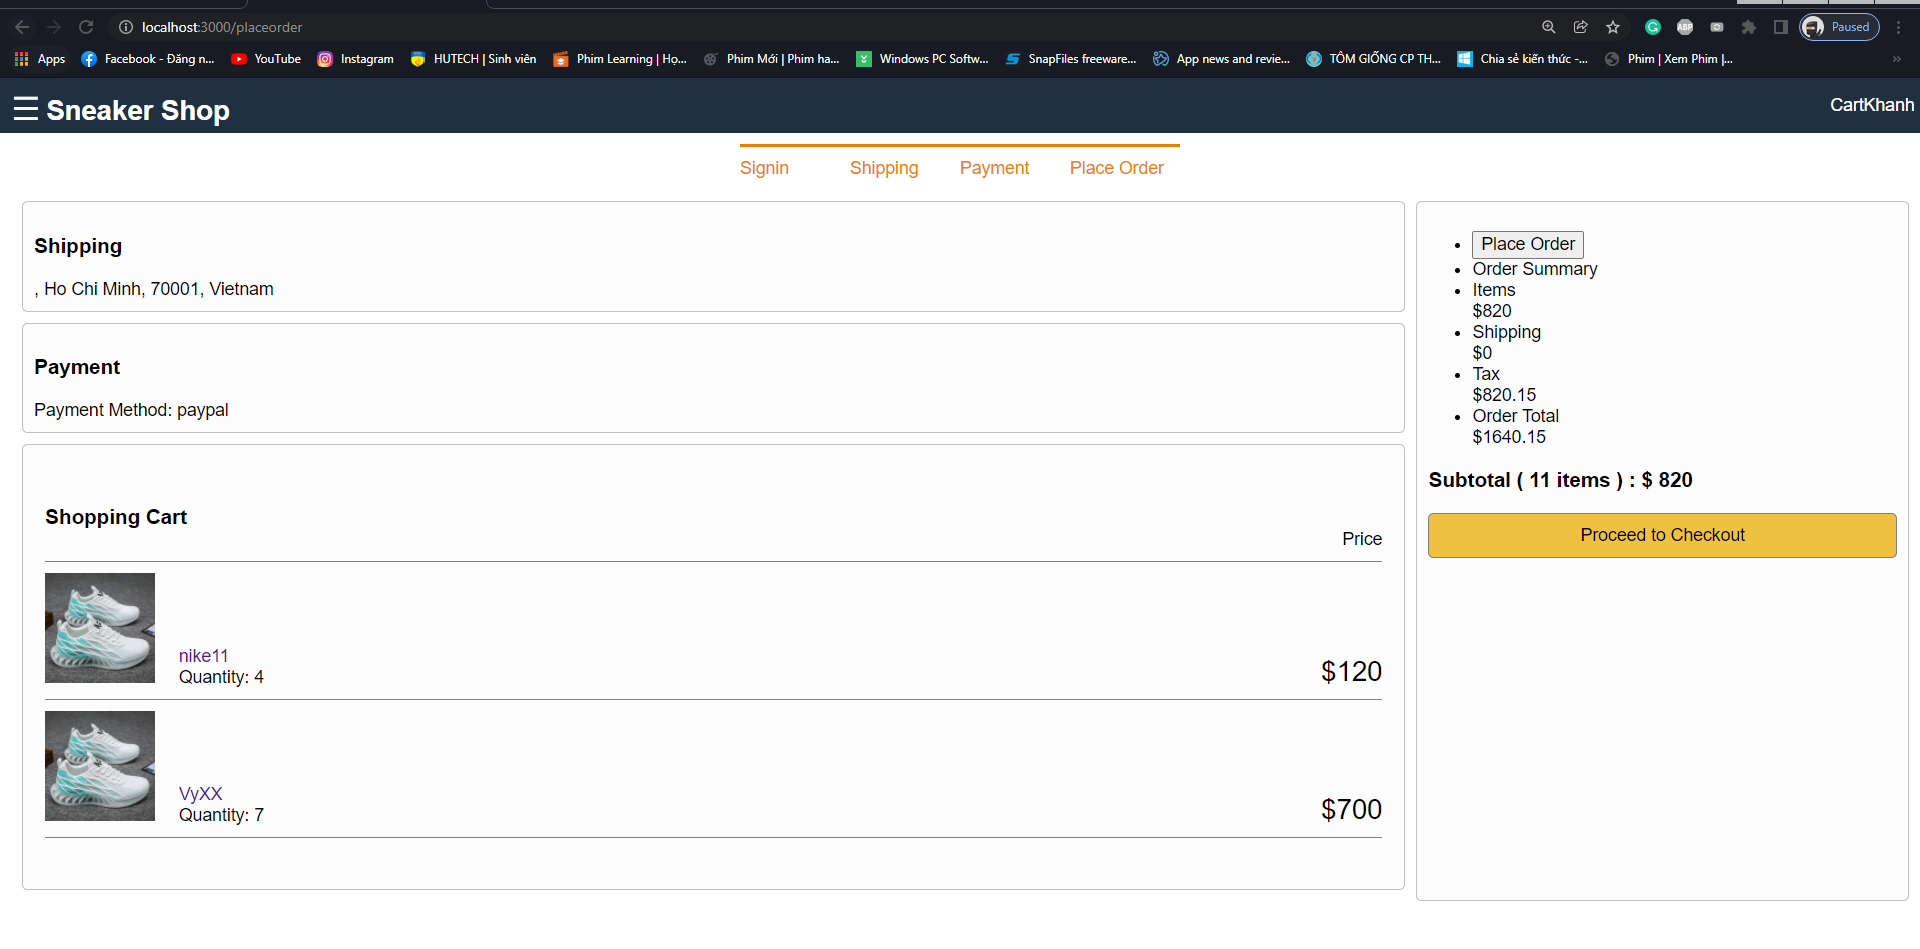 localhost:3000/placeorder
Paused
Apps
Facebook - Đăng n...
YouTube
Instagram
HUTECH | Sinh viên
Phim Learning | Họ...
Phim Mới | Phim ha...
Windows PC Softw...
SnapFiles freeware...
App news and revie...
TÔM GIỐNG CP TH...
Chia sẻ kiến thức -...
Phim | Xem Phim |...
»
☰ Sneaker Shop
CartKhanh
Signin
Shipping
Payment
Place Order
Shipping
, Ho Chi Minh, 70001, Vietnam
Payment
Payment Method: paypal
Shopping Cart
Price
nike11
Quantity: 4
$120
VyXX
Quantity: 7
$700
Place Order
Order Summary
Items
$820
Shipping
$0
Tax
$820.15
Order Total
$1640.15
Subtotal ( 11 items ) : $ 820
Proceed to Checkout